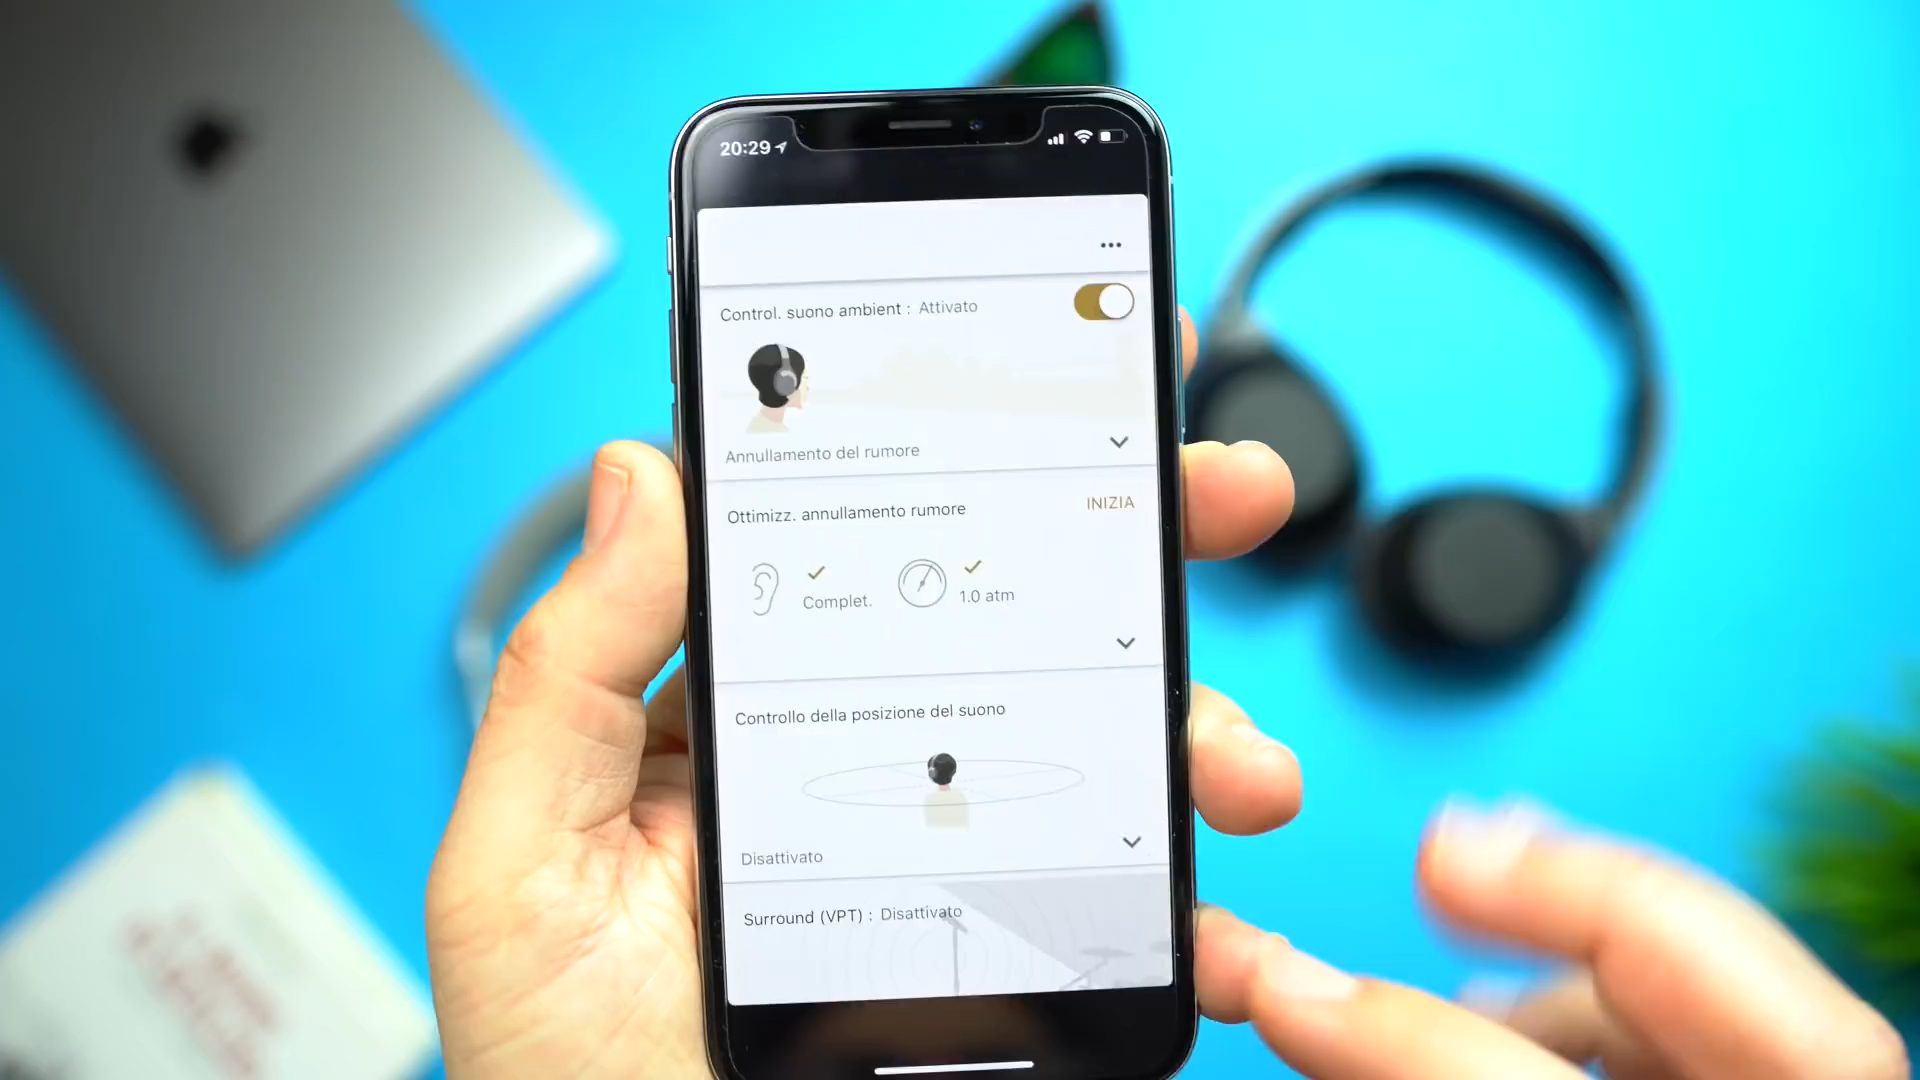 20:29
Control. suono ambient : Attivato
Annullamento del rumore
Ottimizz. annullamento rumore INIZIA
Complet. 1.0 atm
Controllo della posizione del suono
Disattivato
Surround (VPT) : Disattivato